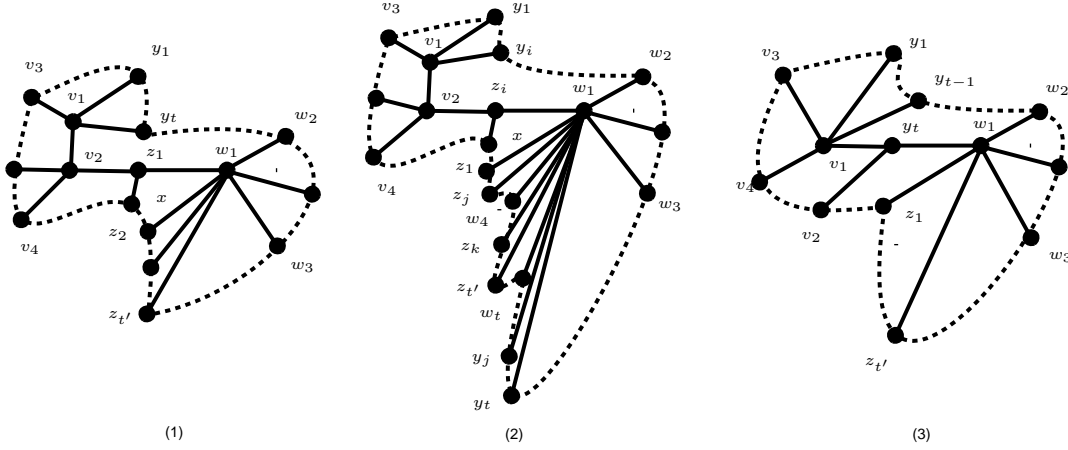 v3
y1
v1
yt
w2
v2
z1
w1
x
z2
v4
w3
zt′
(1)
v3
y1
v1
yi
w2
zi
w1
v2
x
z1
v4
zj
w4
w3
zk
zt′
wt
yj
yt
(2)
v3
y1
yt−1
w2
yt
w1
v1
v4
z1
v2
w3
zt′
(3)